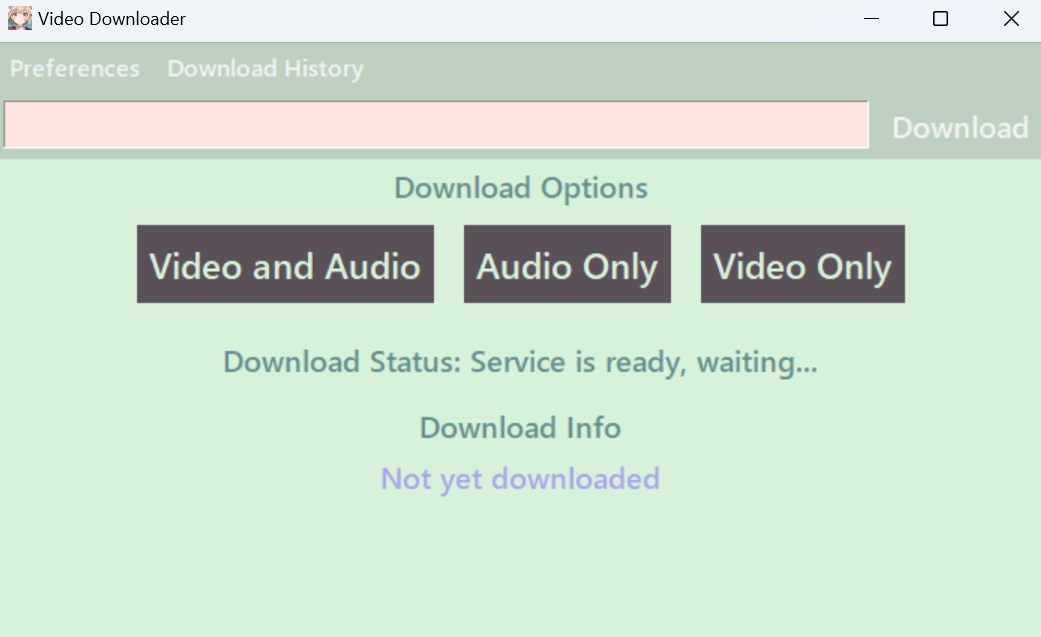 Video Downloader
Preferences Download History
Download
Download Options
Video and Audio Audio Only Video Only
Download Status: Service is ready, waiting...
Download Info
Not yet downloaded